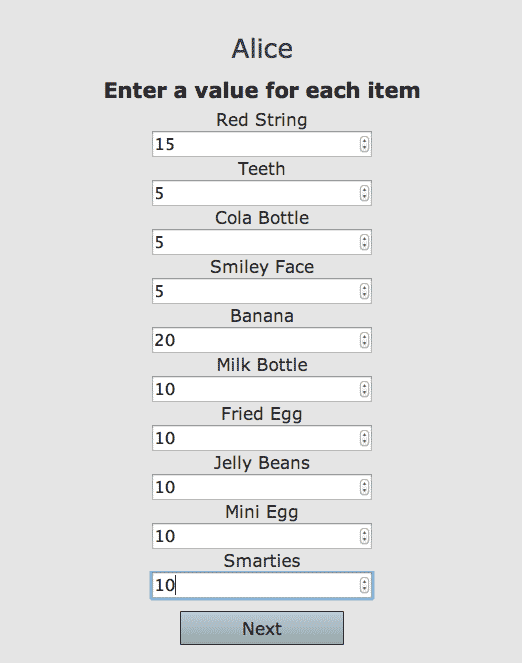 Alice
Enter a value for each item
Red String
15
Teeth
5
Cola Bottle
5
Smiley Face
5
Banana
20
Milk Bottle
10
Fried Egg
10
Jelly Beans
10
Mini Egg
10
Smarties
10
Next